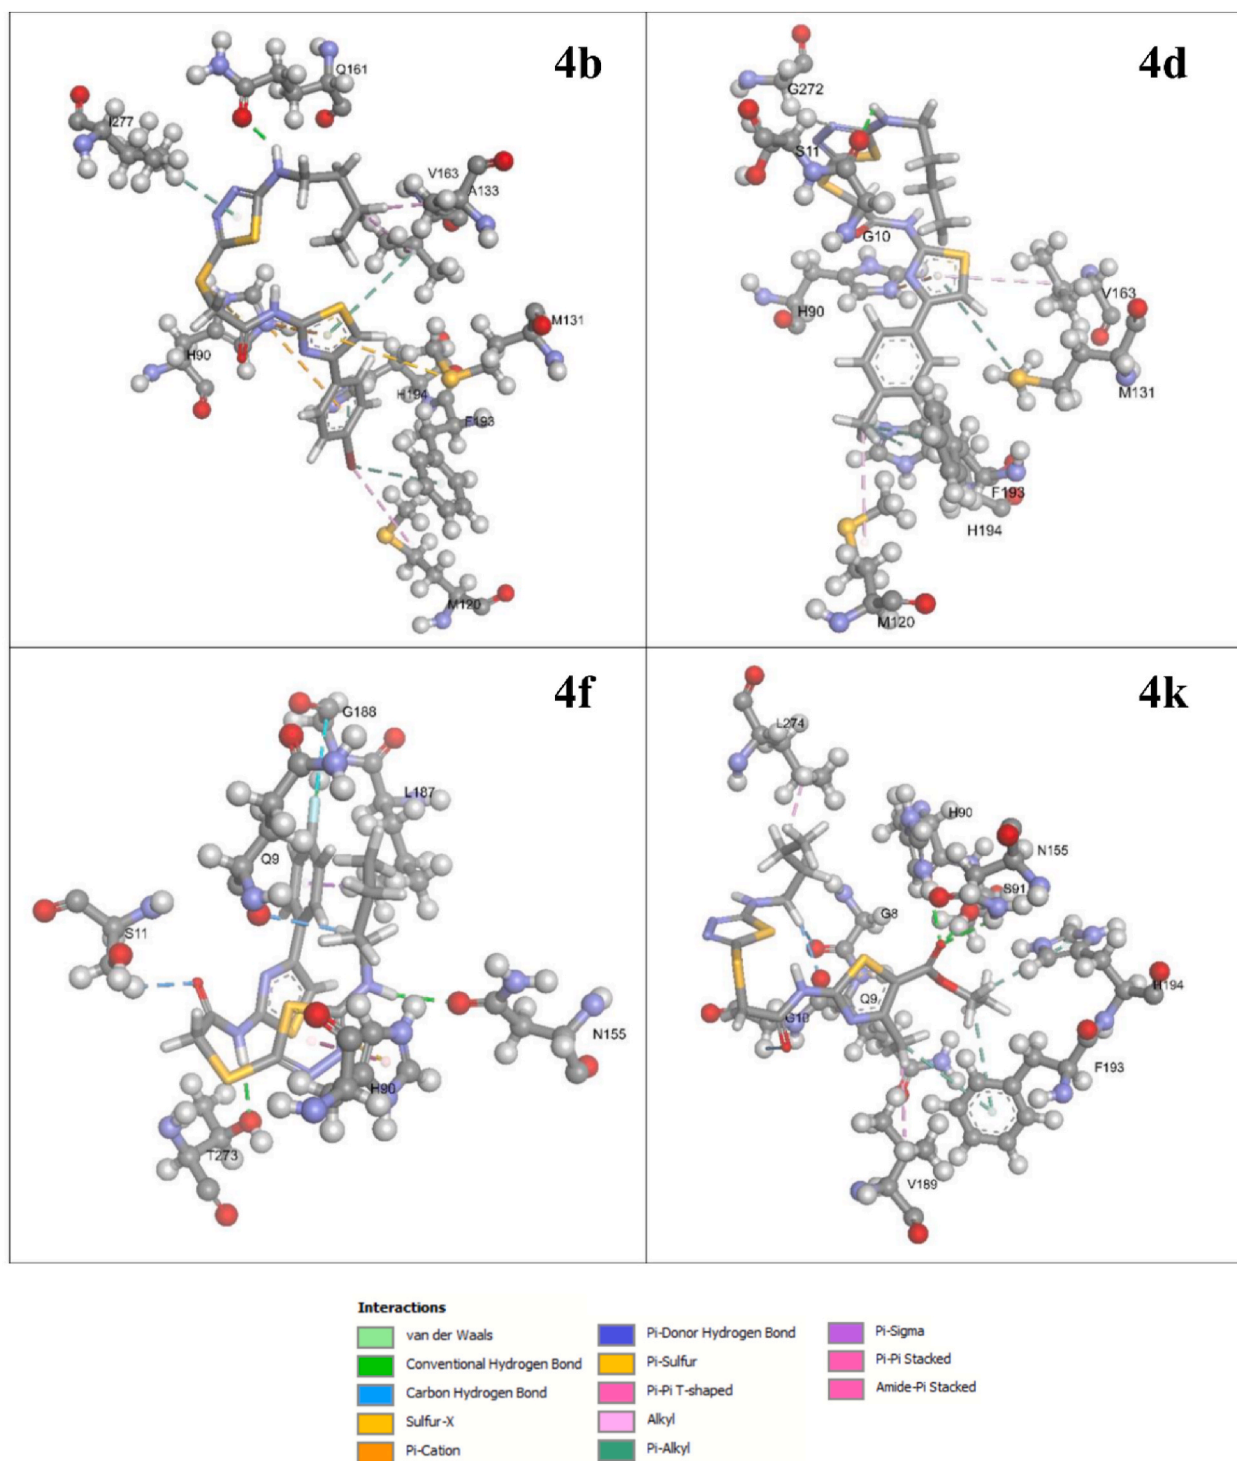 4b
Q161
I277
V163
A133
M131
H90
H194
F193
M120
4d
G272
S11
G10
H90
V163
M131
F193
H194
M120
4f
G188
L187
Q9
S11
N155
H90
T273
4k
L274
H90
N155
S91
G8
Q9
G10
H194
F193
V189
Interactions
van der Waals
Conventional Hydrogen Bond
Carbon Hydrogen Bond
Sulfur-X
Pi-Cation
Pi-Donor Hydrogen Bond
Pi-Sulfur
Pi-Pi T-shaped
Alkyl
Pi-Alkyl
Pi-Sigma
Pi-Pi Stacked
Amide-Pi Stacked